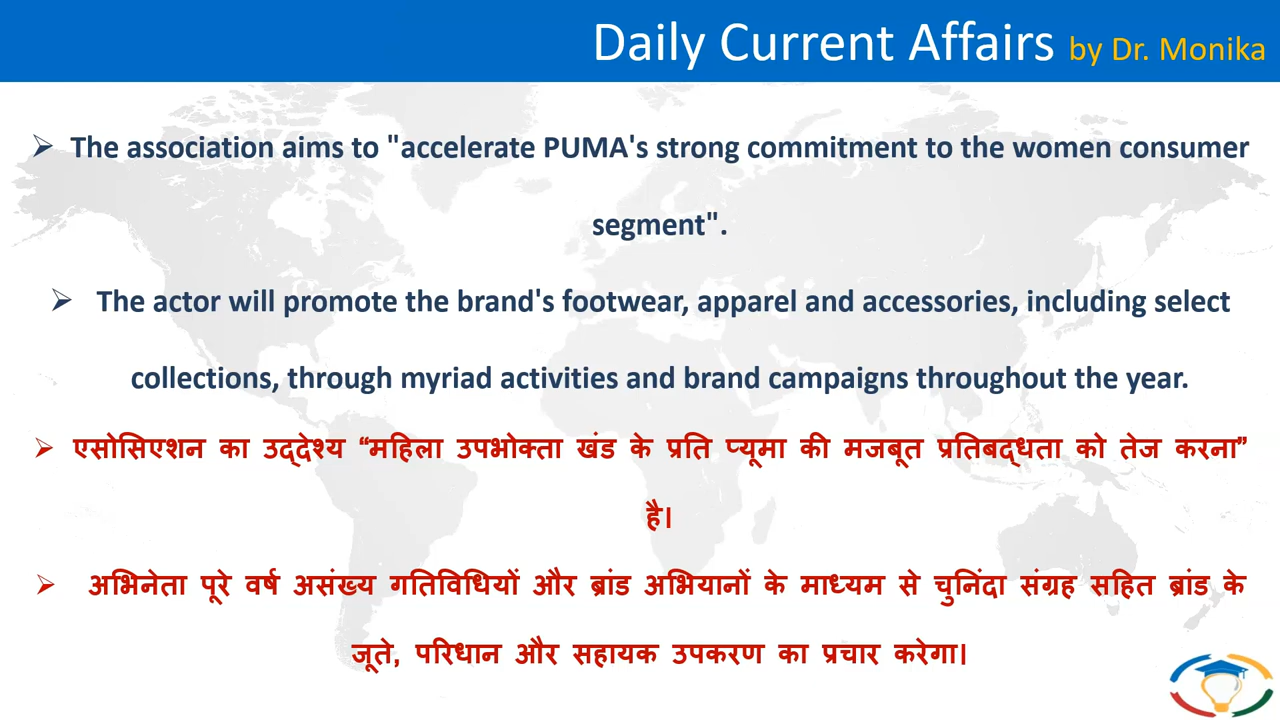 Daily Current Affairs by Dr. Monika
➢ The association aims to "accelerate PUMA's strong commitment to the women consumer
segment".
➢ The actor will promote the brand's footwear, apparel and accessories, including select
collections, through myriad activities and brand campaigns throughout the year.
➢ एसोसिएशन का उद्देश्य “महिला उपभोक्ता खंड के प्रति प्यूमा की मजबूत प्रतिबद्धता को तेज करना”
है।
➢ अभिनेता पूरे वर्ष असंख्य गतिविधियों और ब्रांड अभियानों के माध्यम से चुनिंदा संग्रह सहित ब्रांड के
जूते, परिधान और सहायक उपकरण का प्रचार करेगा।